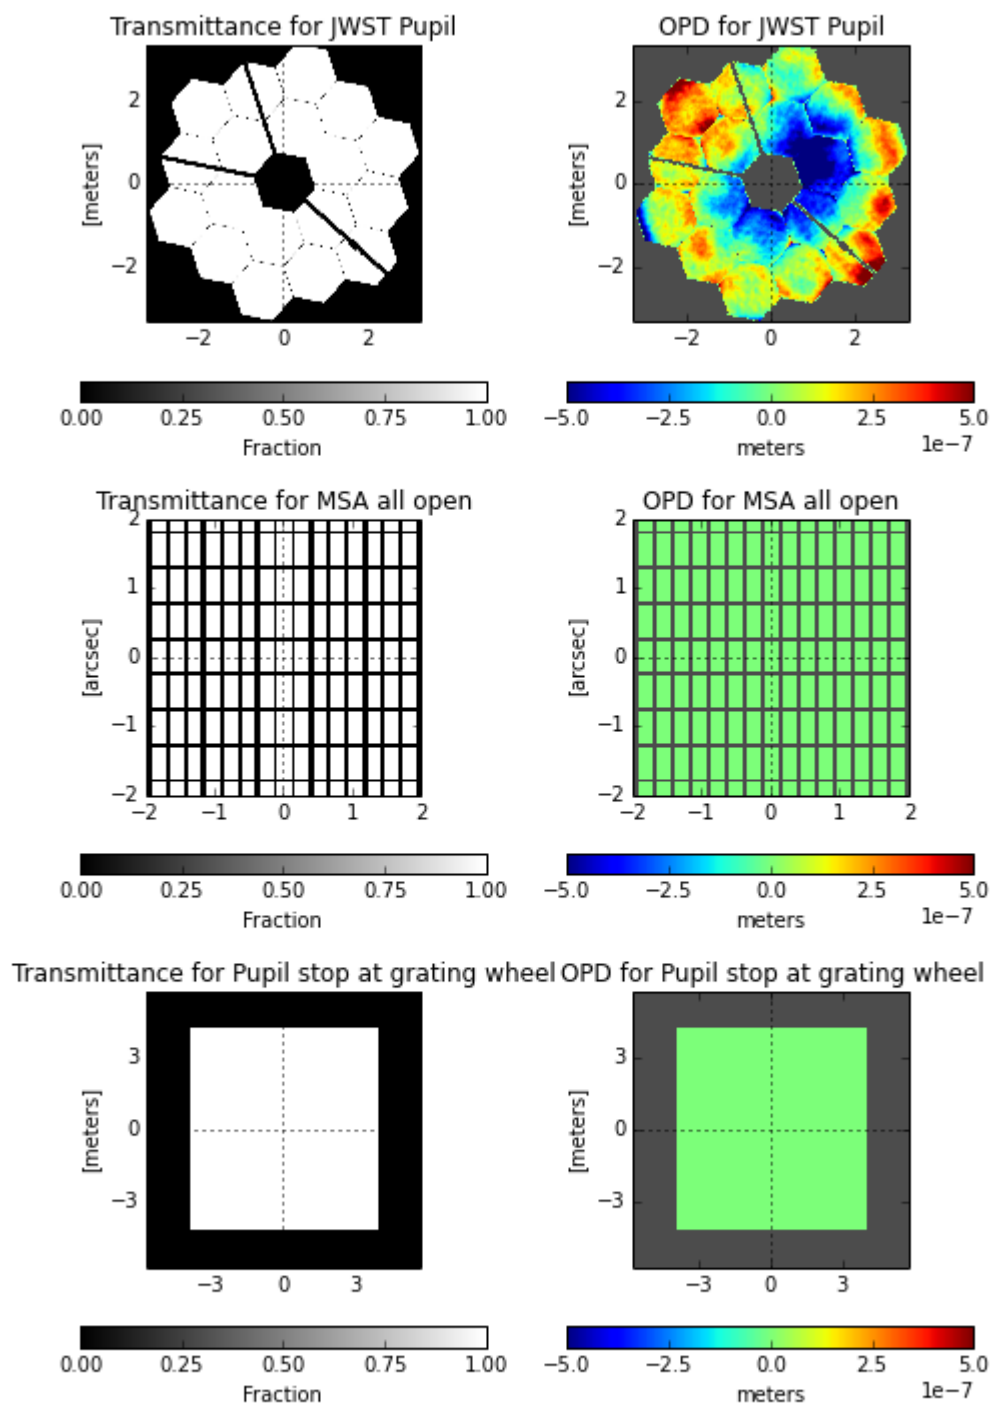 Transmittance for JWST Pupil
OPD for JWST Pupil
[meters]
2
0
−2
−2 0 2
[meters]
2
0
−2
−2 0 2
0.00 0.25 0.50 0.75 1.00
Fraction
−5.0 −2.5 0.0 2.5 5.0
1e−7
meters
Transmittance for MSA all open
OPD for MSA all open
[arcsec]
2
1
0
−1
−2
−2 −1 0 1 2
[arcsec]
2
1
0
−1
−2
−2 −1 0 1 2
0.00 0.25 0.50 0.75 1.00
Fraction
−5.0 −2.5 0.0 2.5 5.0
1e−7
meters
Transmittance for Pupil stop at grating wheel
OPD for Pupil stop at grating wheel
[meters]
3
0
−3
−3 0 3
[meters]
3
0
−3
−3 0 3
0.00 0.25 0.50 0.75 1.00
Fraction
−5.0 −2.5 0.0 2.5 5.0
1e−7
meters